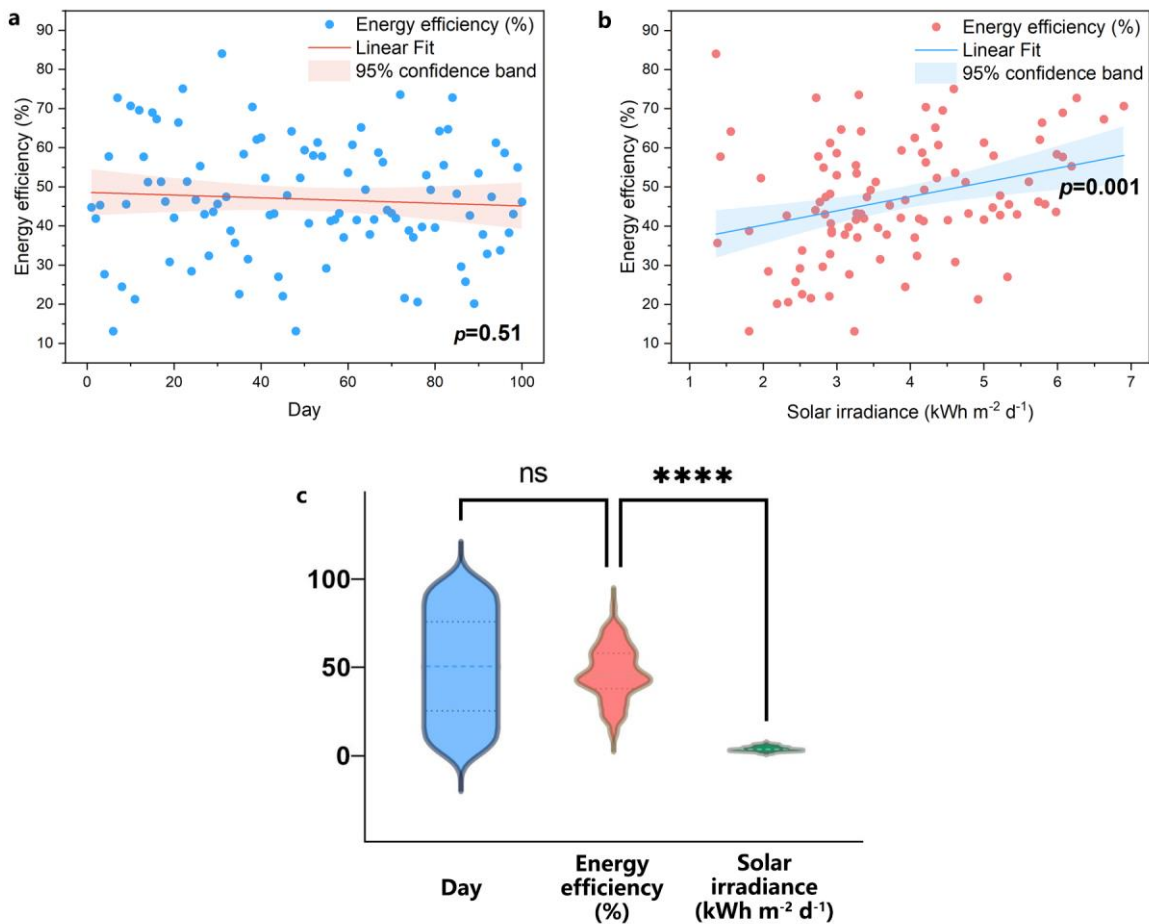 a
Energy efficiency (%)
Linear Fit
95% confidence band
Energy efficiency (%)
90
80
70
60
50
40
30
20
10
p=0.51
0
20
40
60
80
100
Day
b
Energy efficiency (%)
Linear Fit
95% confidence band
Energy efficiency (%)
90
80
70
60
50
40
30
20
10
p=0.001
1
2
3
4
5
6
7
Solar irradiance (kWh m⁻² d⁻¹)
c
ns
****
100
50
0
Day
Energy
efficiency
(%)
Solar
irradiance
(kWh m⁻² d⁻¹)